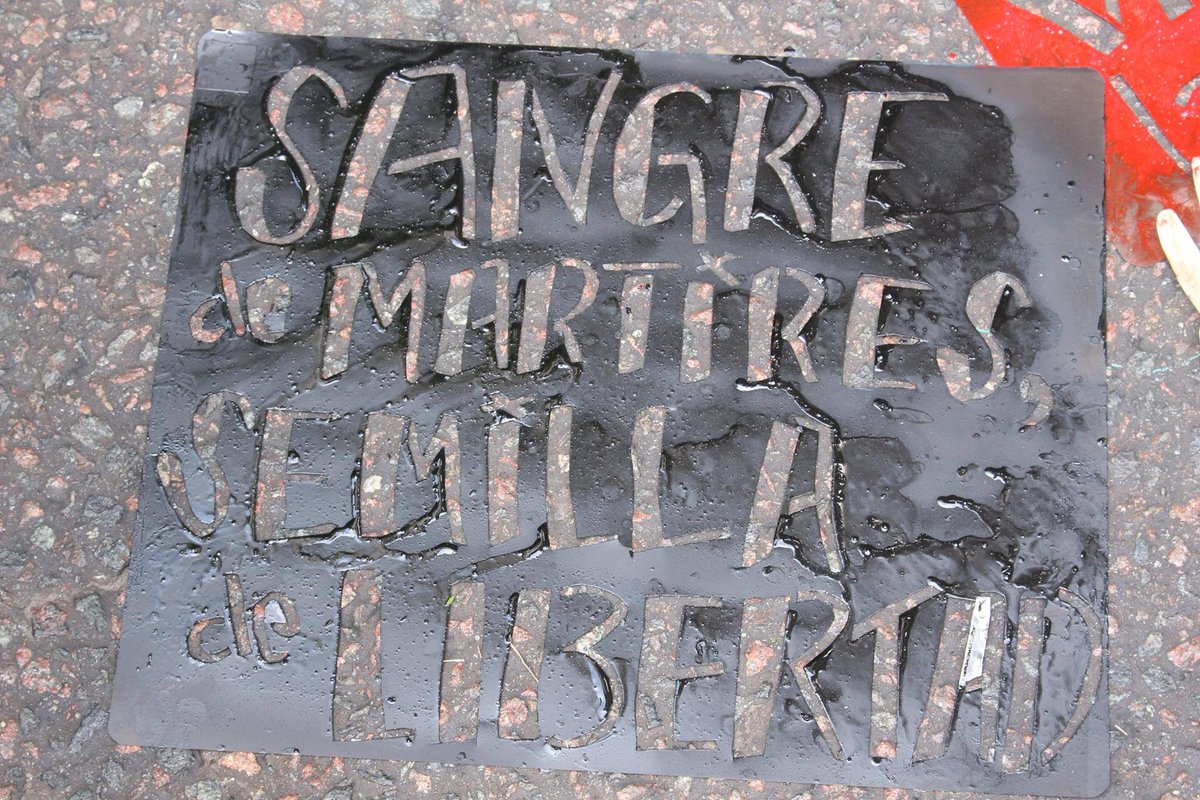 SANGRE
de MARTIRES,
SEMILLA
de LIBERTAD